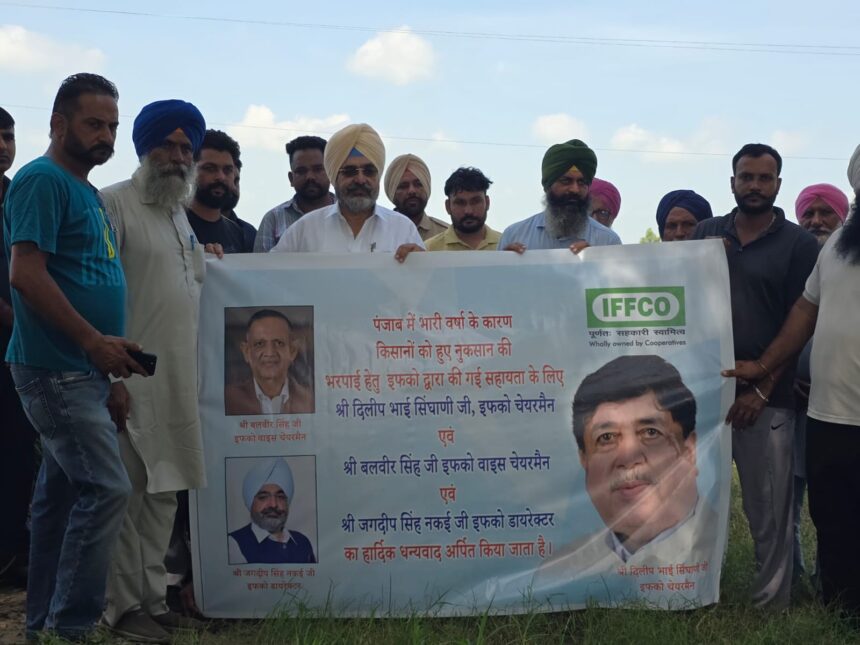 पंजाब में भारी वर्षा के कारण
किसानों को हुए नुकसान की
भरपाई हेतु इफको द्वारा की गई सहायता के लिए
श्री दिलीप भाई सिंघाणी जी, इफको चेयरमैन
एवं
श्री बलवीर सिंह जी इफको वाइस चेयरमैन
एवं
श्री जगदीप सिंह नकई जी इफको डायरेक्टर
का हार्दिक धन्यवाद अर्पित किया जाता है।
श्री बलवीर सिंह जी
इफको वाइस चेयरमैन
श्री जगदीप सिंह नकई जी
इफको डायरेक्टर
IFFCO
पूर्णतः सहकारी स्वामित्व
Wholly owned by Cooperatives
श्री दिलीप भाई सिंघाणी जी
इफको चेयरमैन